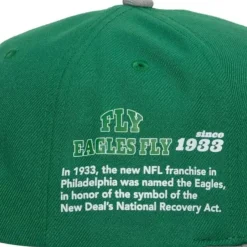 FLY
EAGLES FLY
since
1933
In 1933, the new NFL franchise in
Philadelphia was named the Eagles,
in honor of the symbol of the
New Deal's National Recovery Act.